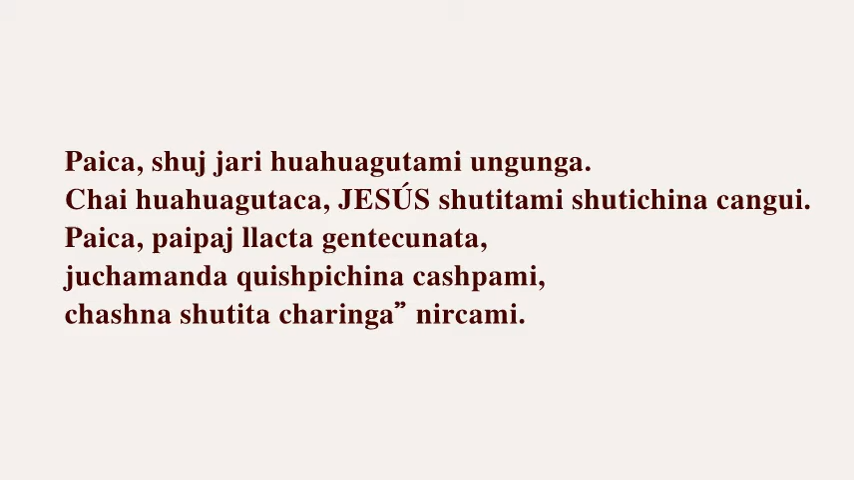 Paica, shuj jari huahuagutami ungunga.
Chai huahuagutaca, JESÚS shutitami shutichina cangui.
Paica, paipaj llacta gentecunata,
juchamanda quishpichina cashpami,
chashna shutita charinga” nircami.